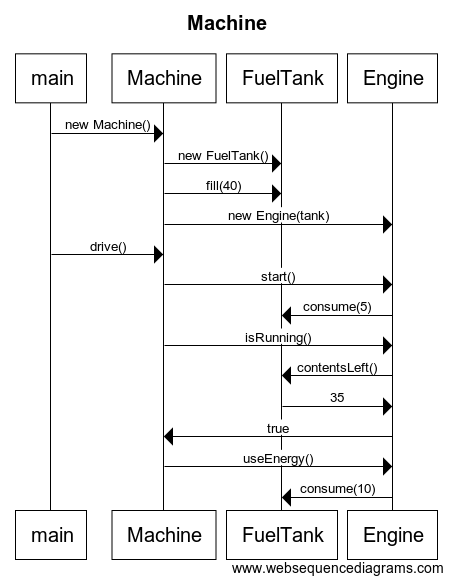 Machine
main
Machine
FuelTank
Engine
new Machine()
new FuelTank()
fill(40)
new Engine(tank)
drive()
start()
consume(5)
isRunning()
contentsLeft()
35
true
useEnergy()
consume(10)
main
Machine
FuelTank
Engine
www.websequencediagrams.com